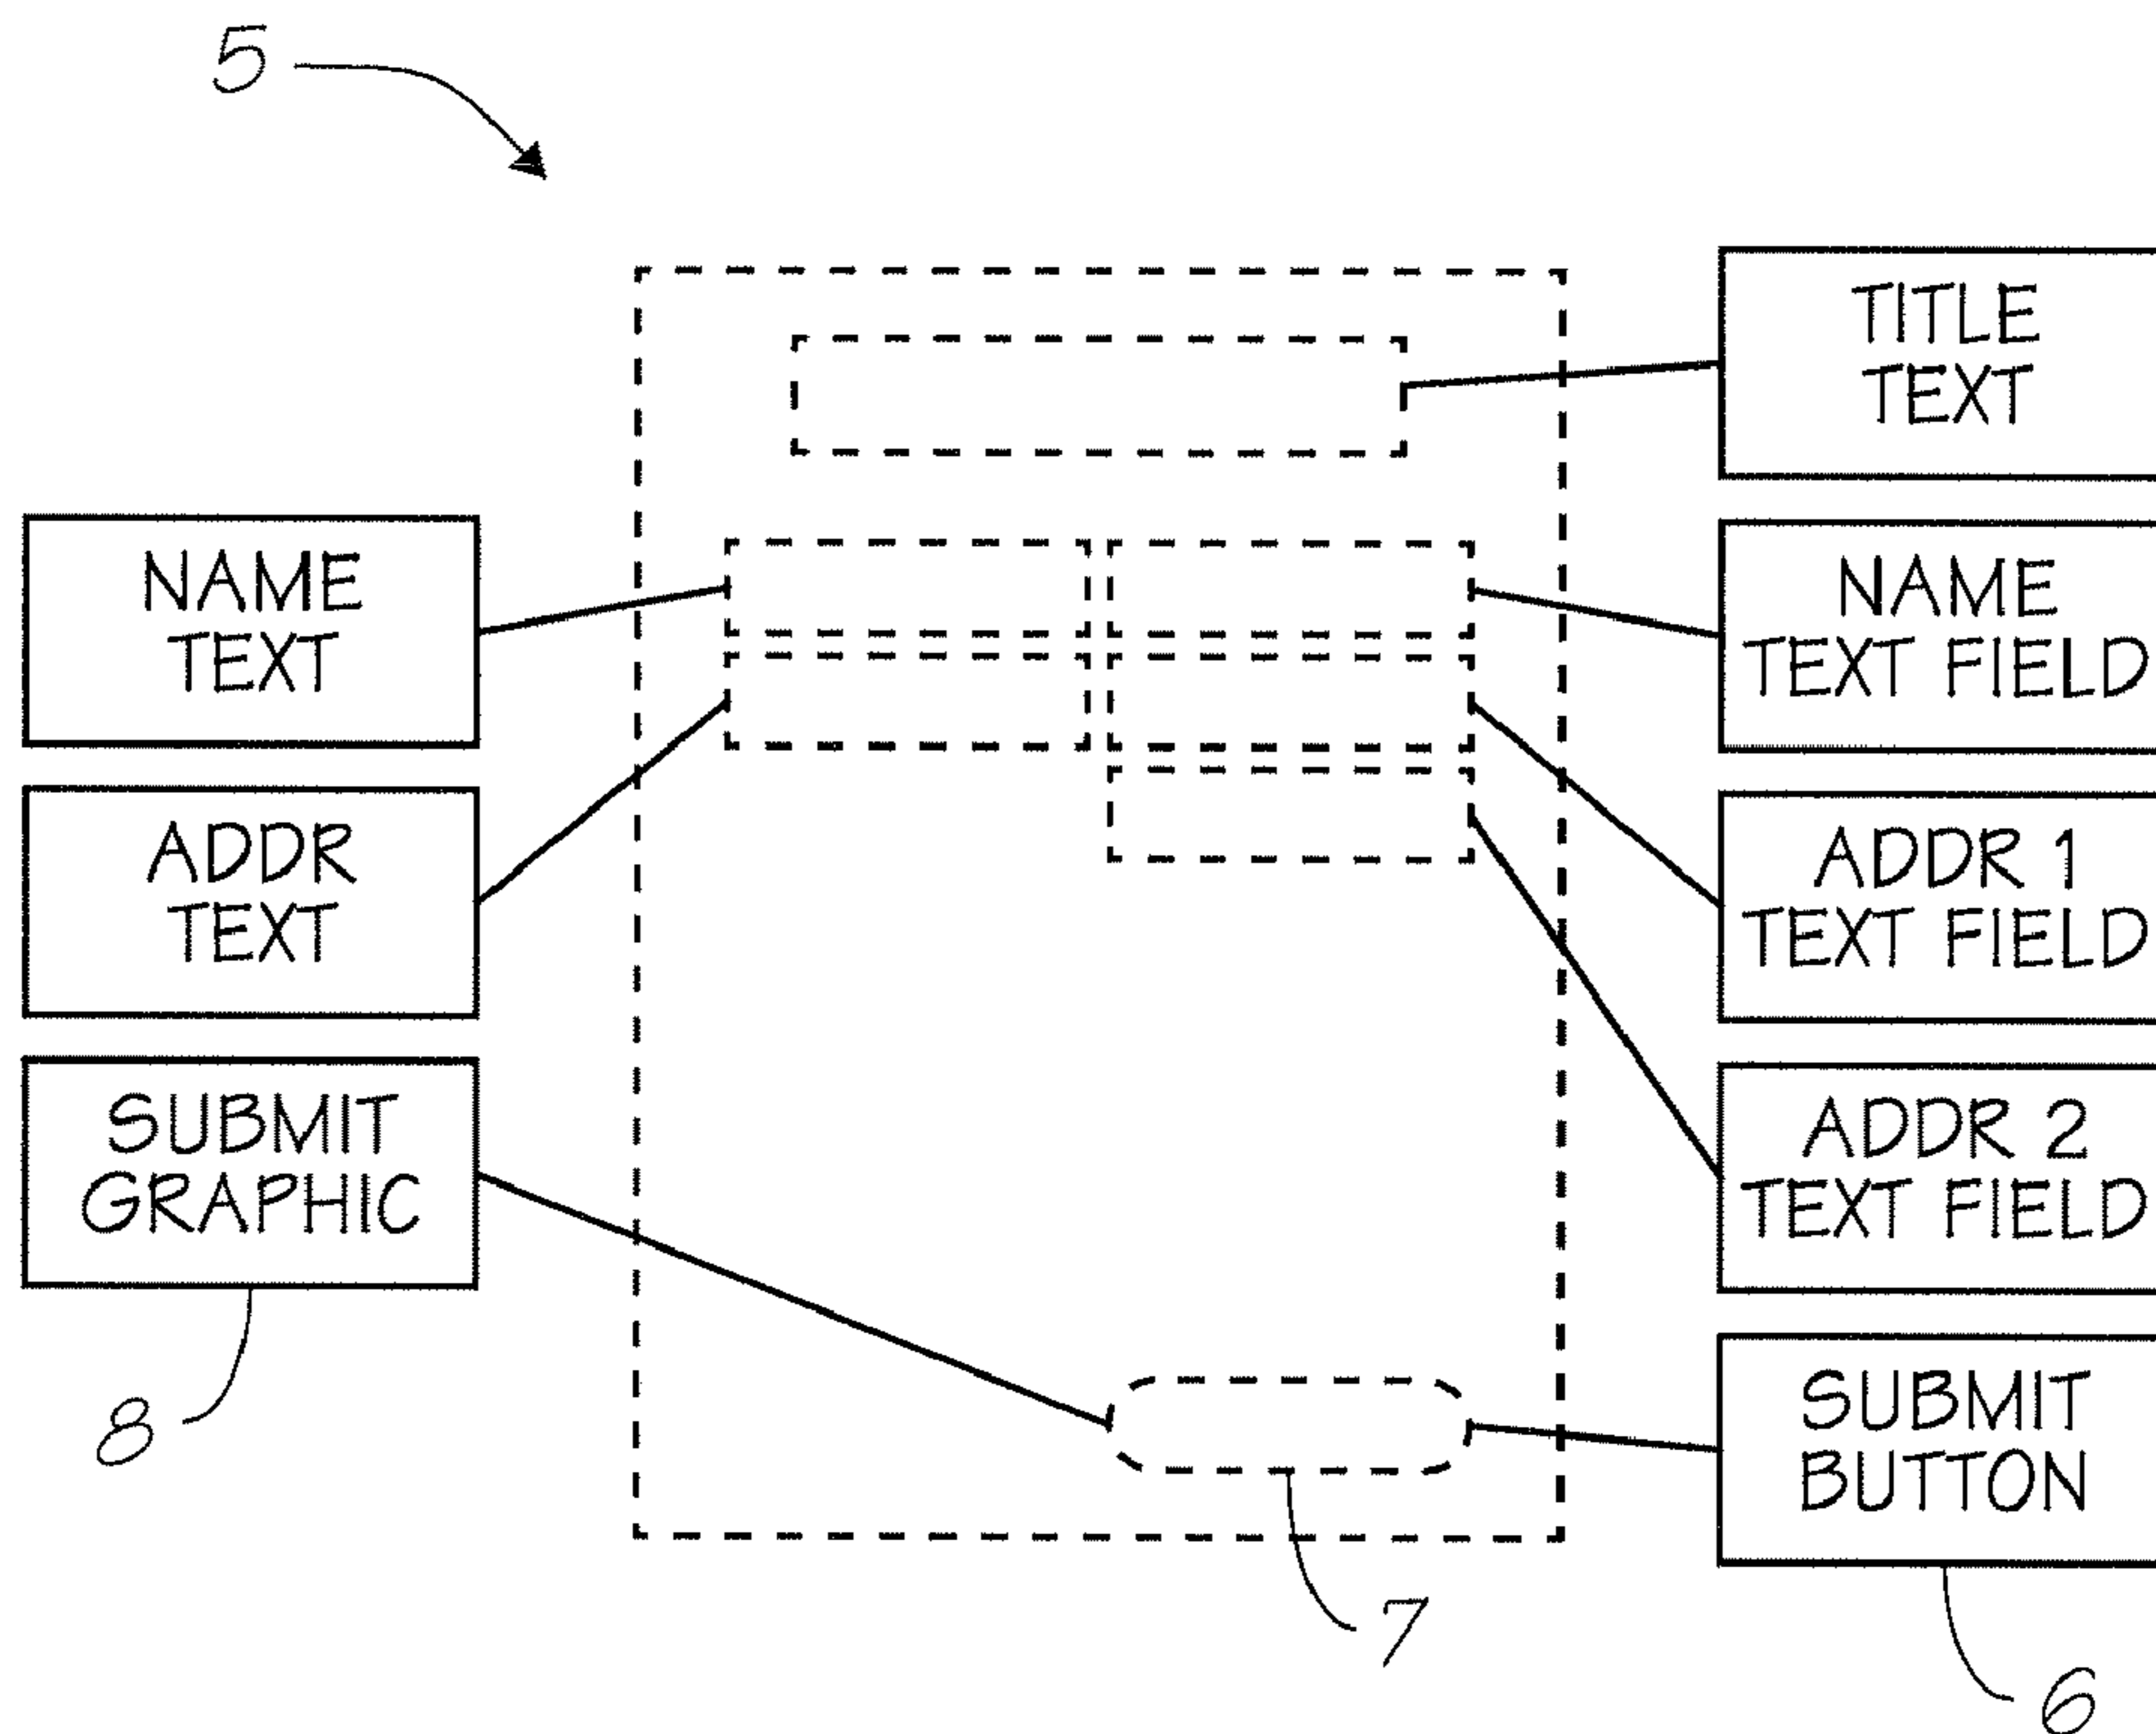 5
TITLE
TEXT
NAME
TEXT
NAME
TEXT FIELD
ADDR
TEXT
ADDR 1
TEXT FIELD
SUBMIT
GRAPHIC
ADDR 2
TEXT FIELD
SUBMIT
BUTTON
8
7
6